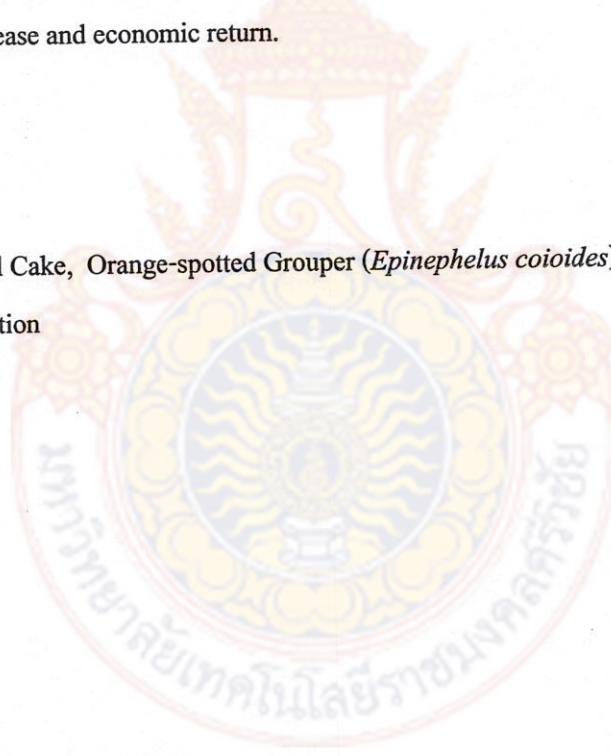 ease and economic return.
l Cake, Orange-spotted Grouper (Epinephelus coioides)
tion
มหาวิทยาลัยเทคโนโลยีราชมงคลศรีวิชัย